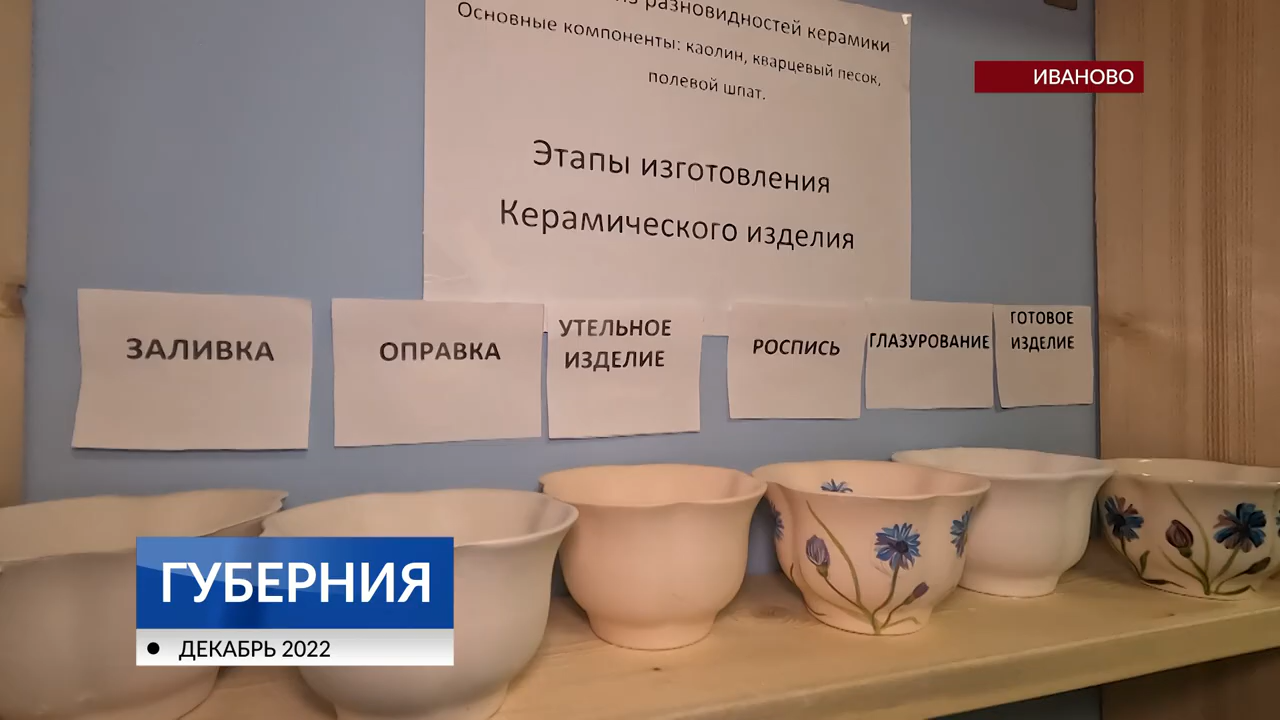 из разновидностей керамики
Основные компоненты: каолин, кварцевый песок,
полевой шпат.
Этапы изготовления
Керамического изделия
ИВАНОВО
ЗАЛИВКА
ОПРАВКА
УТЕЛЬНОЕ
ИЗДЕЛИЕ
РОСПИСЬ
ГЛАЗУРОВАНИЕ
ГОТОВОЕ
ИЗДЕЛИЕ
ГУБЕРНИЯ
ДЕКАБРЬ 2022